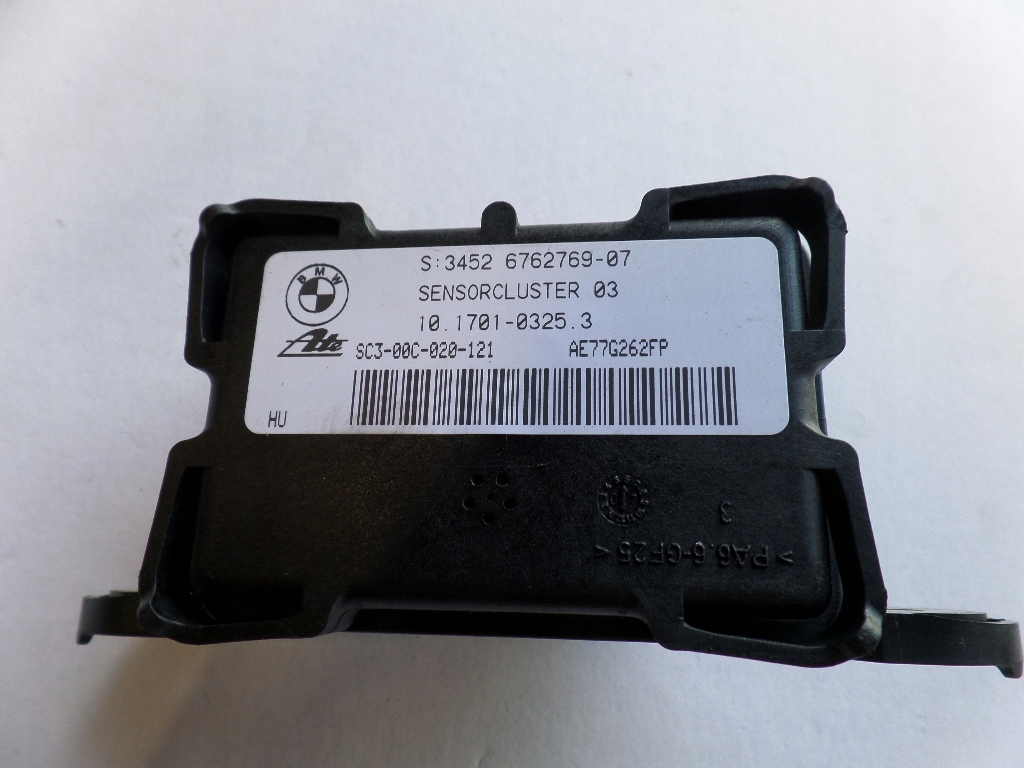 BMW
S:3452 6762769-07
SENSORCLUSTER 03
10.1701-0325.3
Ate
SC3-00C-020-121 AE77G262FP
HU
3
>PA6.6-GF25<